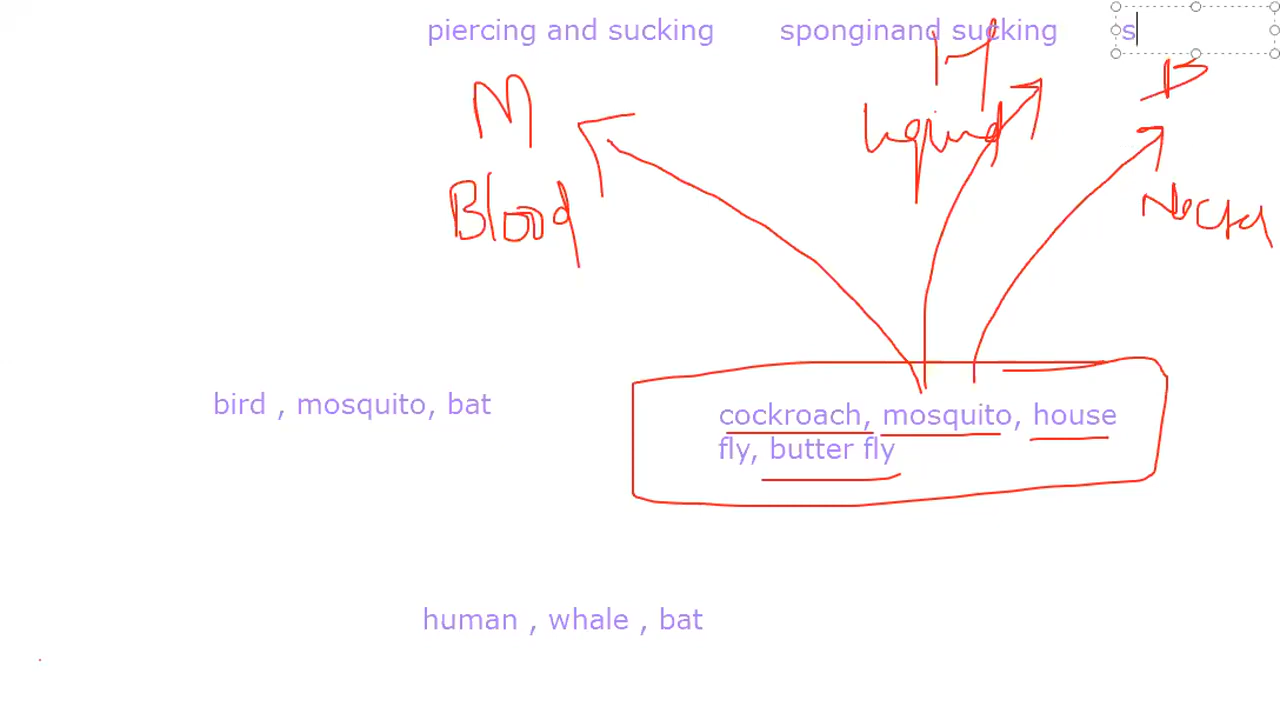 piercing and sucking
sponginand sucking
s
M
H
B
liquid
Blood
Nectar
bird , mosquito, bat
cockroach, mosquito, house
fly, butter fly
human , whale , bat